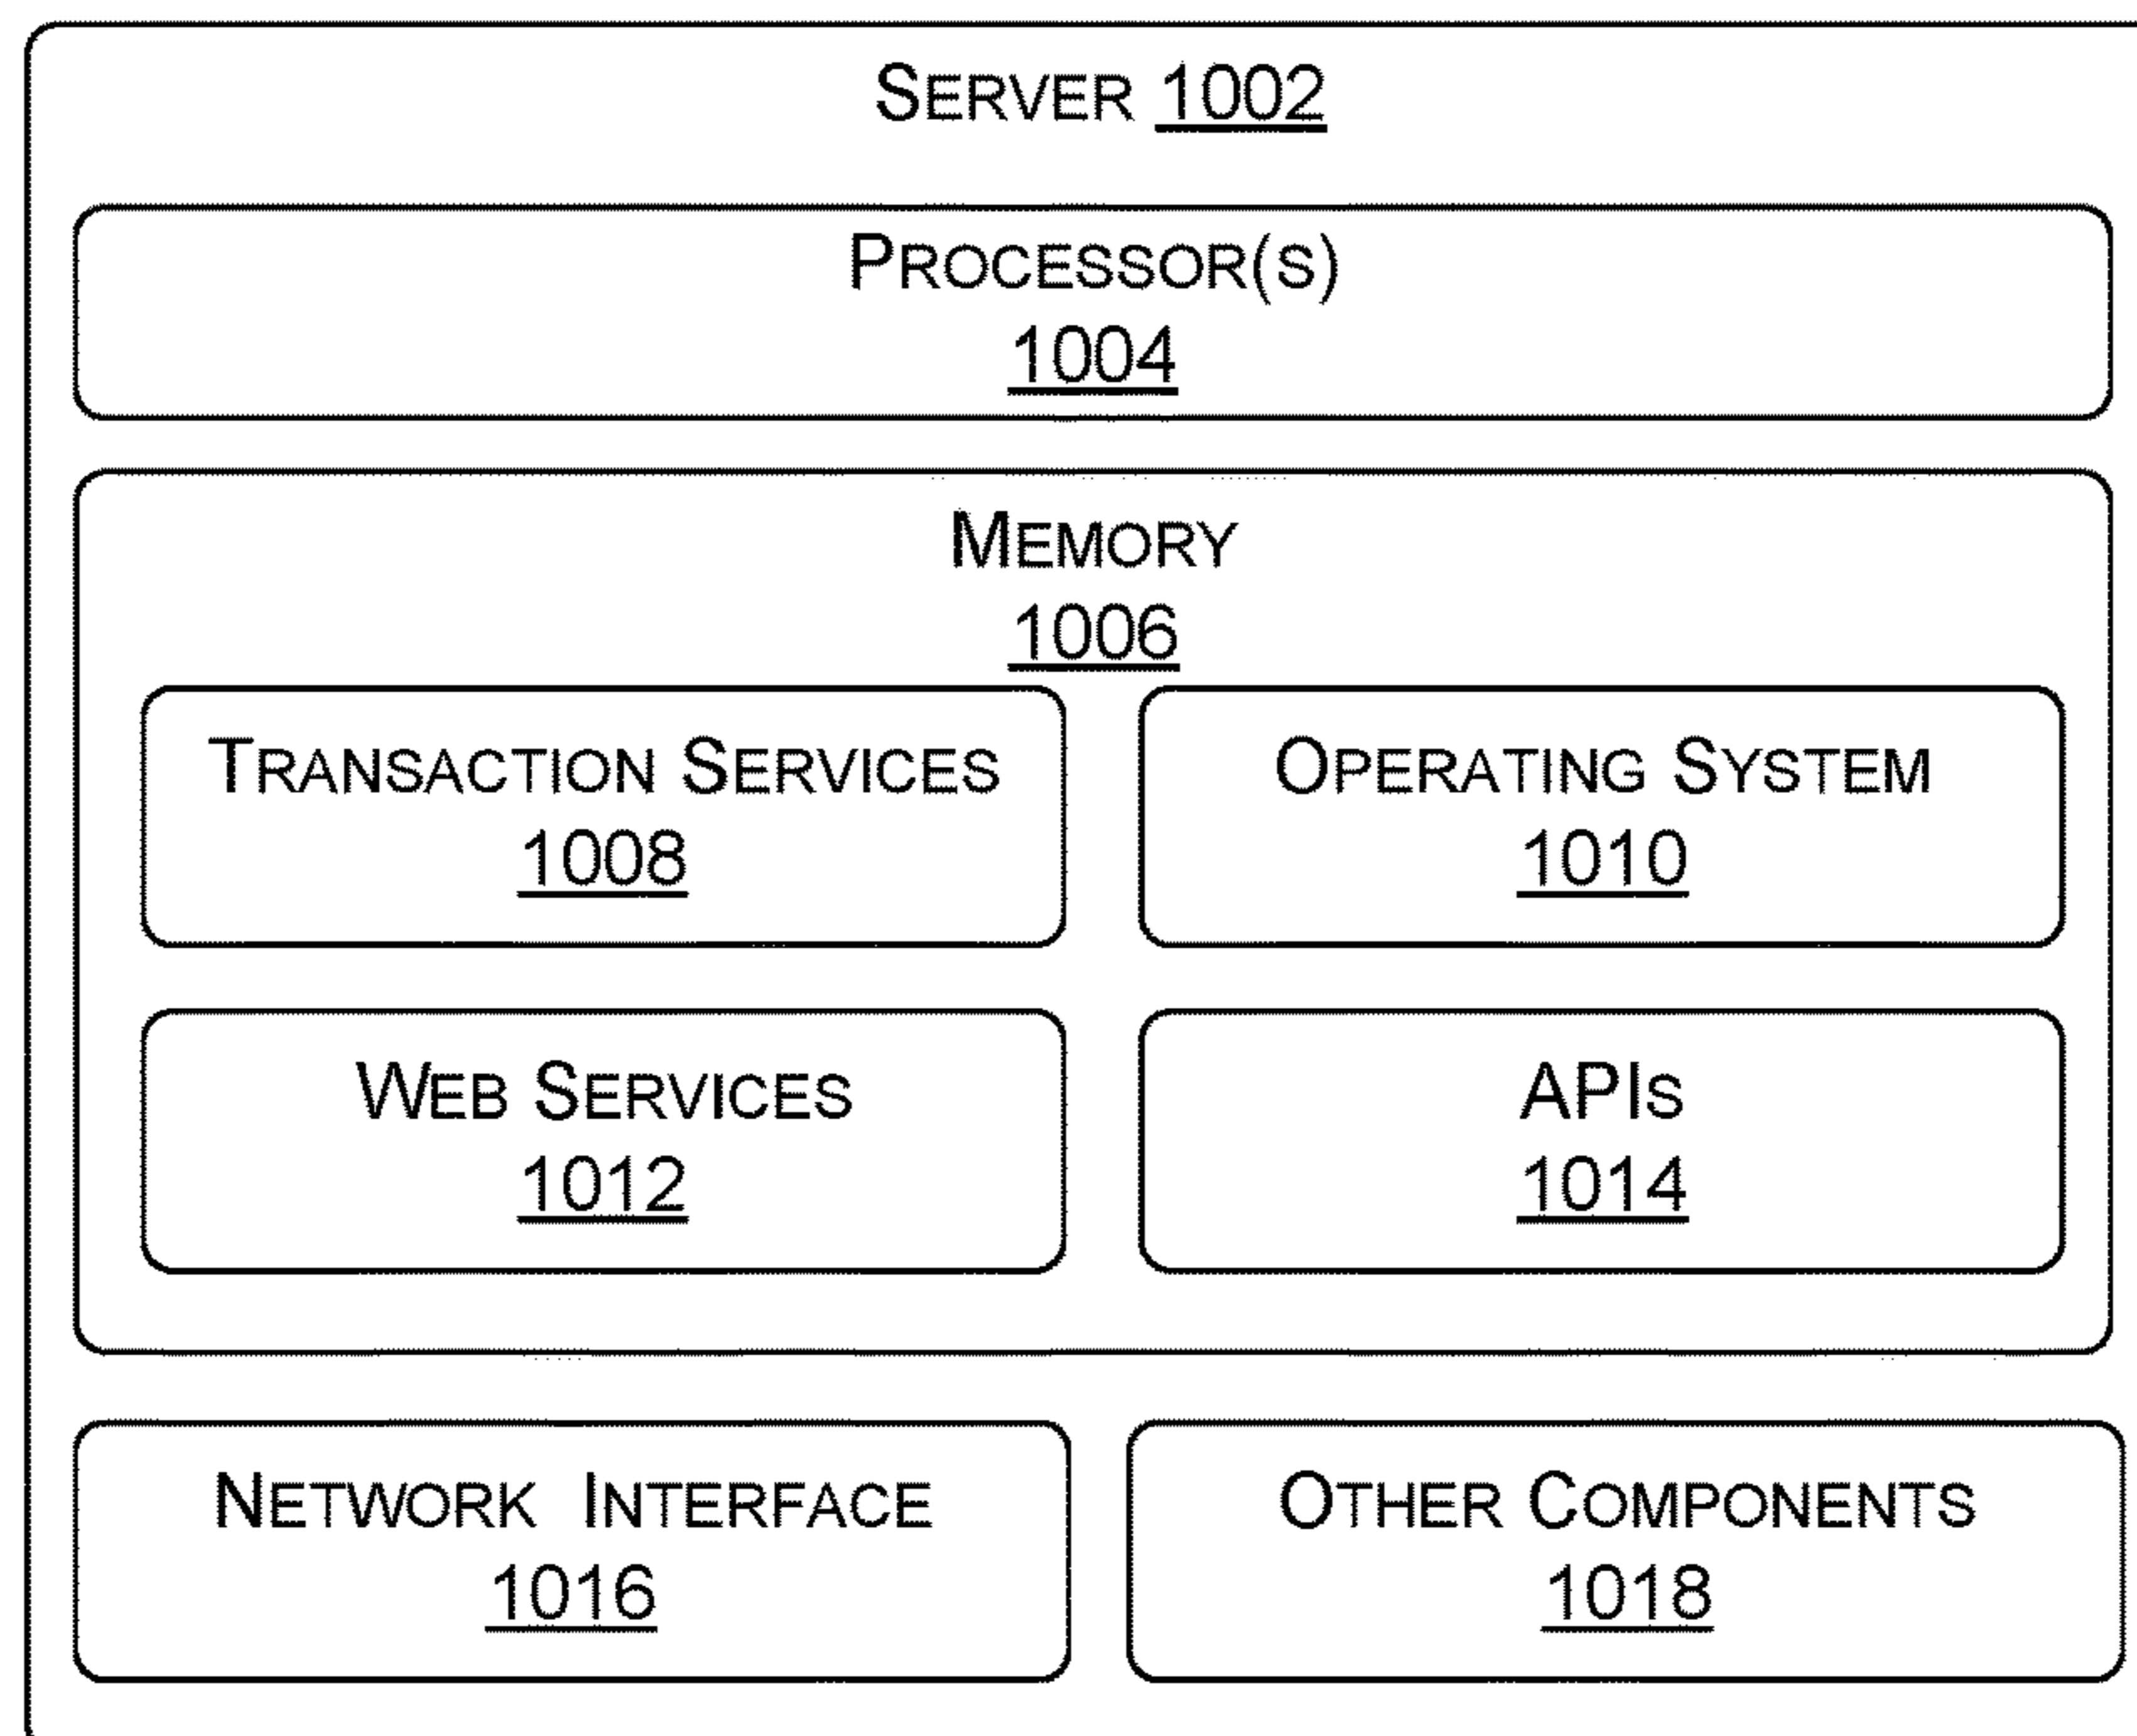 SERVER 1002
PROCESSOR(S)
1004
MEMORY
1006
TRANSACTION SERVICES
1008
OPERATING SYSTEM
1010
WEB SERVICES
1012
APIS
1014
NETWORK INTERFACE
1016
OTHER COMPONENTS
1018